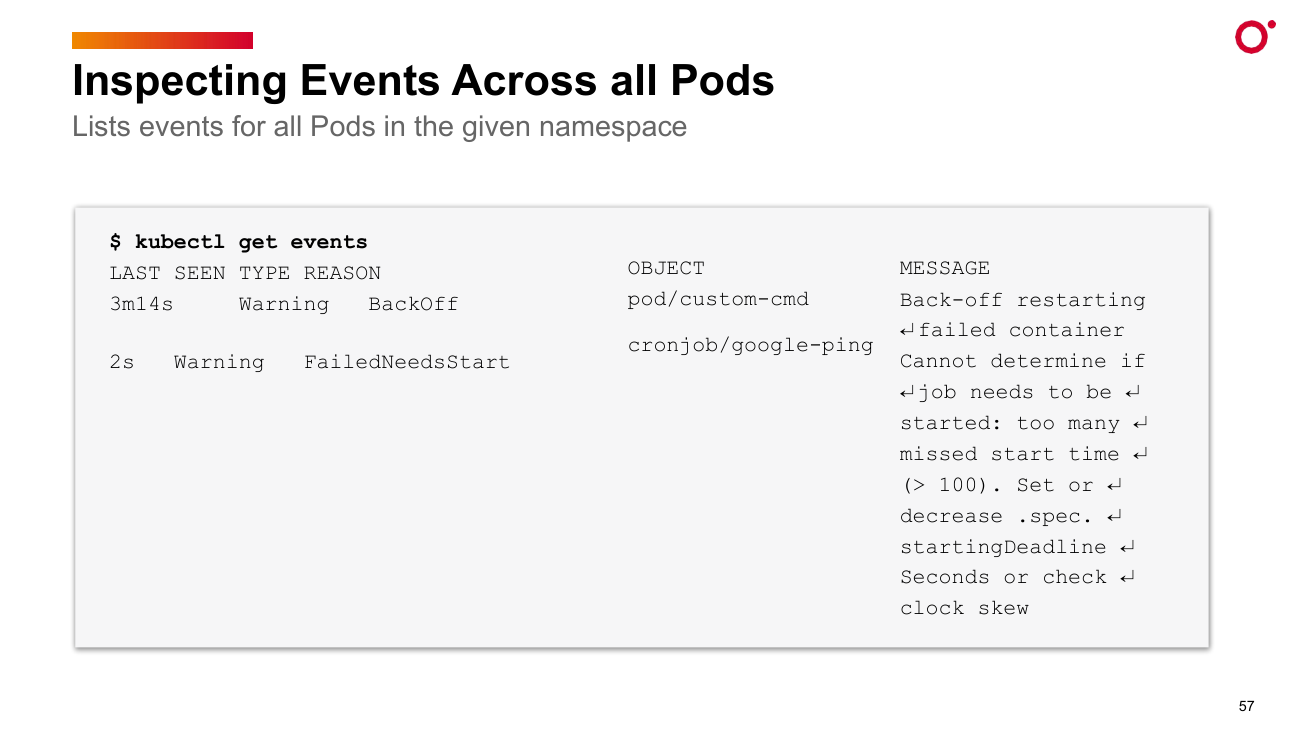 Inspecting Events Across all Pods
Lists events for all Pods in the given namespace
$ kubectl get events
LAST SEEN TYPE REASON
3m14s Warning BackOff
2s Warning FailedNeedsStart
OBJECT
pod/custom-cmd
cronjob/google-ping
MESSAGE
Back-off restarting
↵failed container
Cannot determine if
↵job needs to be ↵
started: too many ↵
missed start time ↵
(> 100). Set or ↵
decrease .spec. ↵
startingDeadline ↵
Seconds or check ↵
clock skew
57